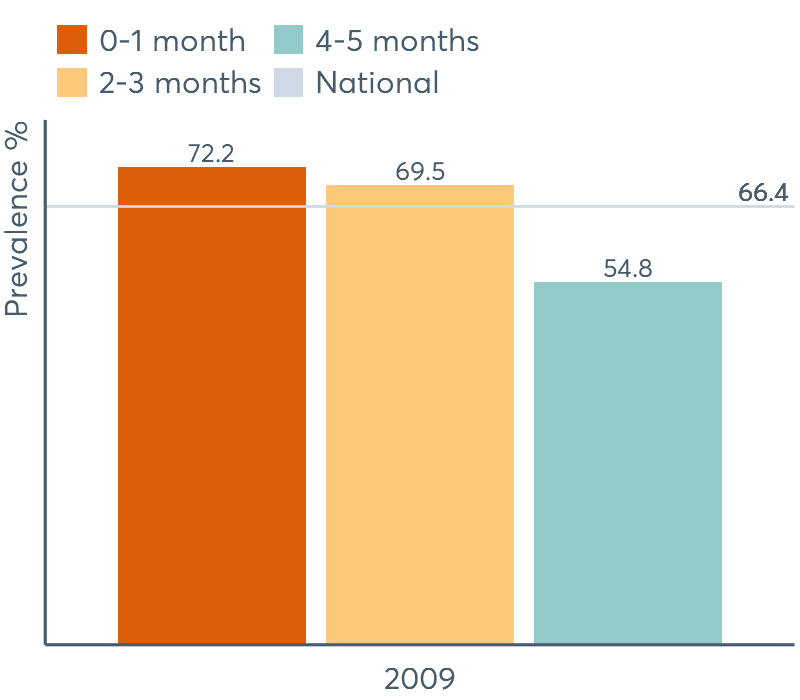 0-1 month
4-5 months
2-3 months
National
Prevalence %
72.2
69.5
66.4
54.8
2009